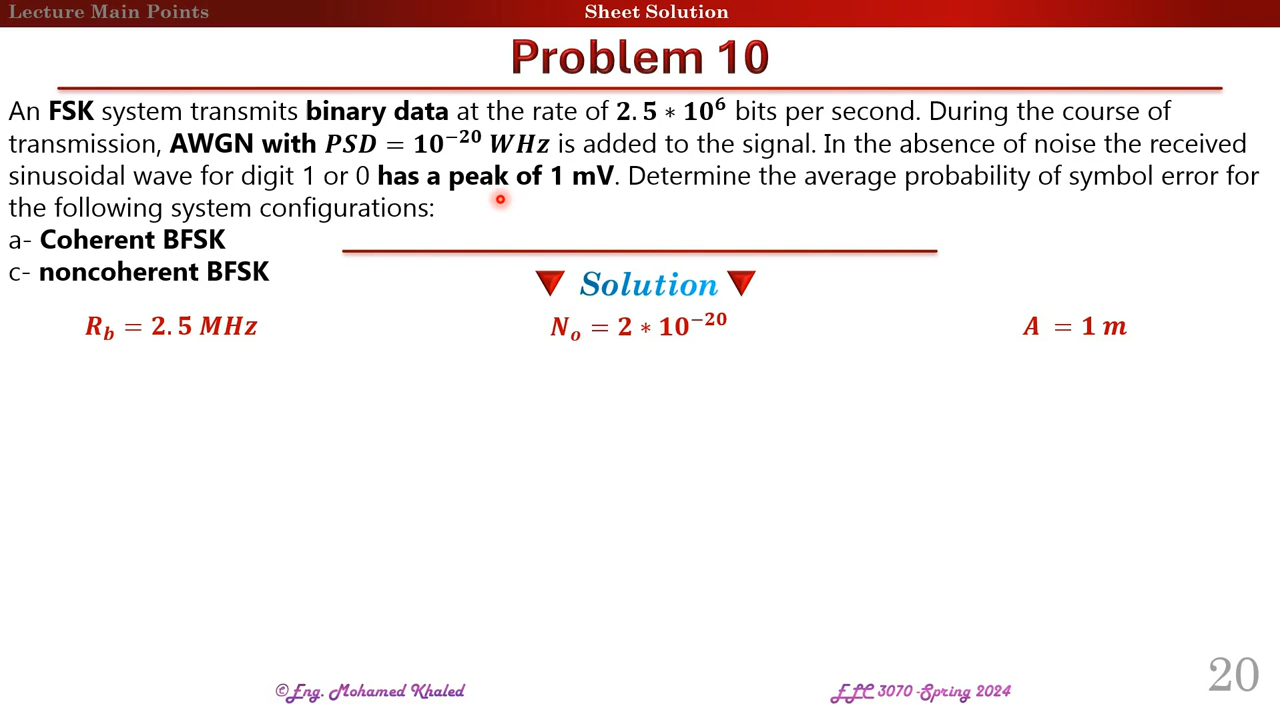 Lecture Main Points
Sheet Solution
Problem 10
An FSK system transmits binary data at the rate of 2.5 * 10⁶ bits per second. During the course of
transmission, AWGN with PSD = 10⁻²⁰ WHz is added to the signal. In the absence of noise the received
sinusoidal wave for digit 1 or 0 has a peak of 1 mV. Determine the average probability of symbol error for
the following system configurations:
a- Coherent BFSK
c- noncoherent BFSK
Solution
R_b = 2.5 MHz N_o = 2 * 10⁻²⁰ A = 1 m
©Eng. Mohamed Khaled ELC 3070 -Spring 2024
20